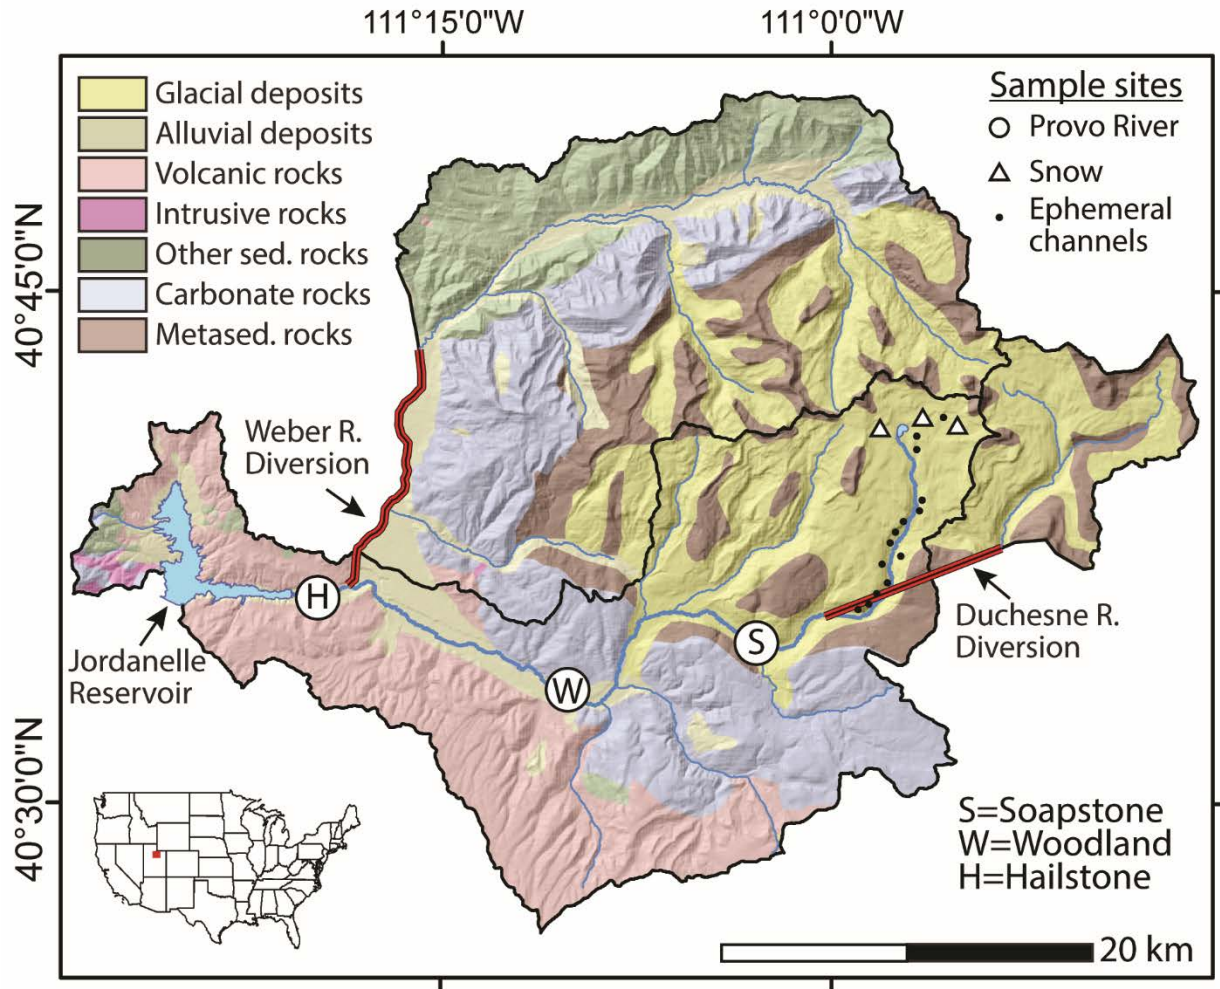 111°15'0"W
111°0'0"W
Glacial deposits
Alluvial deposits
Volcanic rocks
Intrusive rocks
Other sed. rocks
Carbonate rocks
Metased. rocks
Sample sites
Provo River
Snow
Ephemeral
channels
40°45'0"N
40°30'0"N
Weber R.
Diversion
H
Jordanelle
Reservoir
W
S
Duchesne R.
Diversion
S=Soapstone
W=Woodland
H=Hailstone
20 km